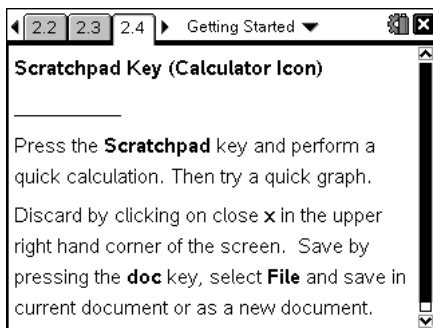 2.2 2.3 2.4 Getting Started
Scratchpad Key (Calculator Icon)
Press the Scratchpad key and perform a
quick calculation. Then try a quick graph.
Discard by clicking on close x in the upper
right hand corner of the screen.  Save by
pressing the doc key, select File and save in
current document or as a new document.